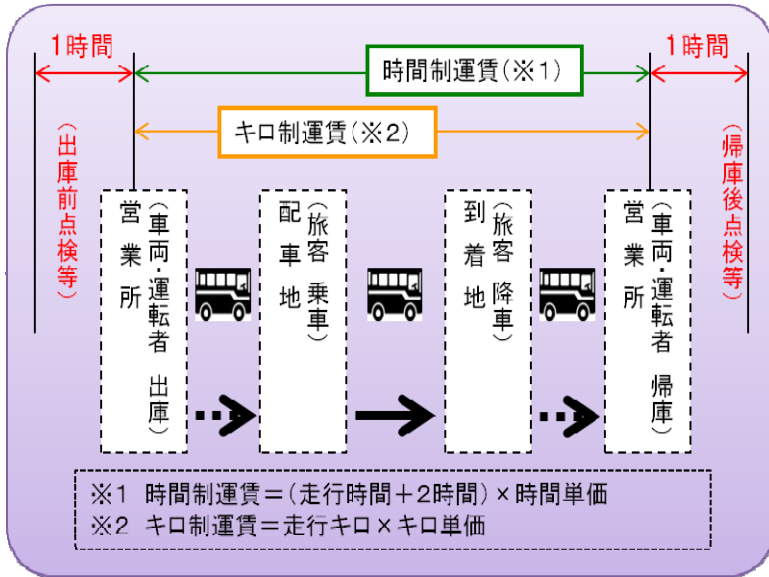 1時間
時間制運賃(※1)
1時間
キロ制運賃(※2)
（出庫前点検等）
営業所
（車両・運転者 出庫）
配車地
（旅客 乗車）
到着地
（旅客 降車）
営業所
（車両・運転者 帰庫）
（帰庫後点検等）
※1 時間制運賃＝(走行時間＋2時間)×時間単価
※2 キロ制運賃＝走行キロ×キロ単価